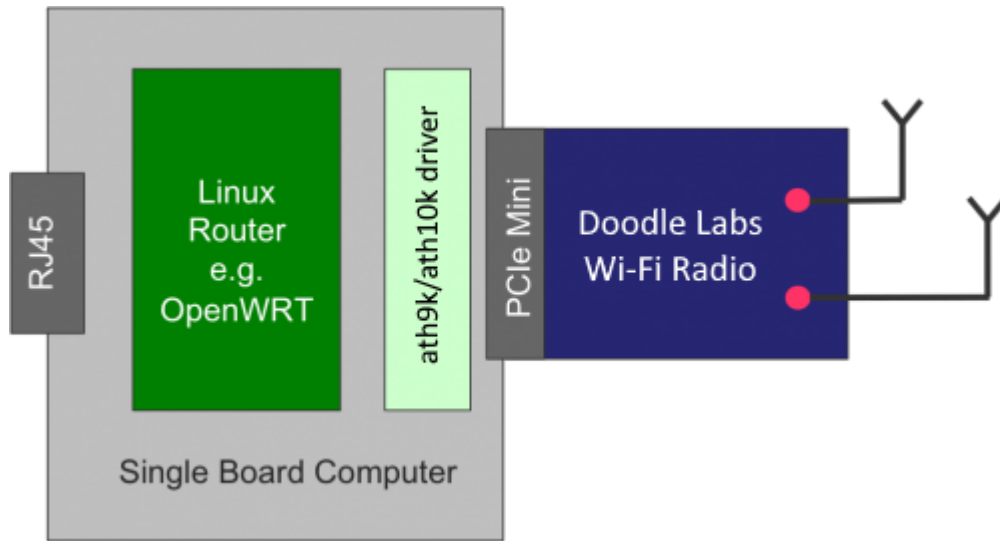 RJ45
Linux
Router
e.g.
OpenWRT
ath9k/ath10k driver
PCIe Mini
Doodle Labs
Wi-Fi Radio
Single Board Computer